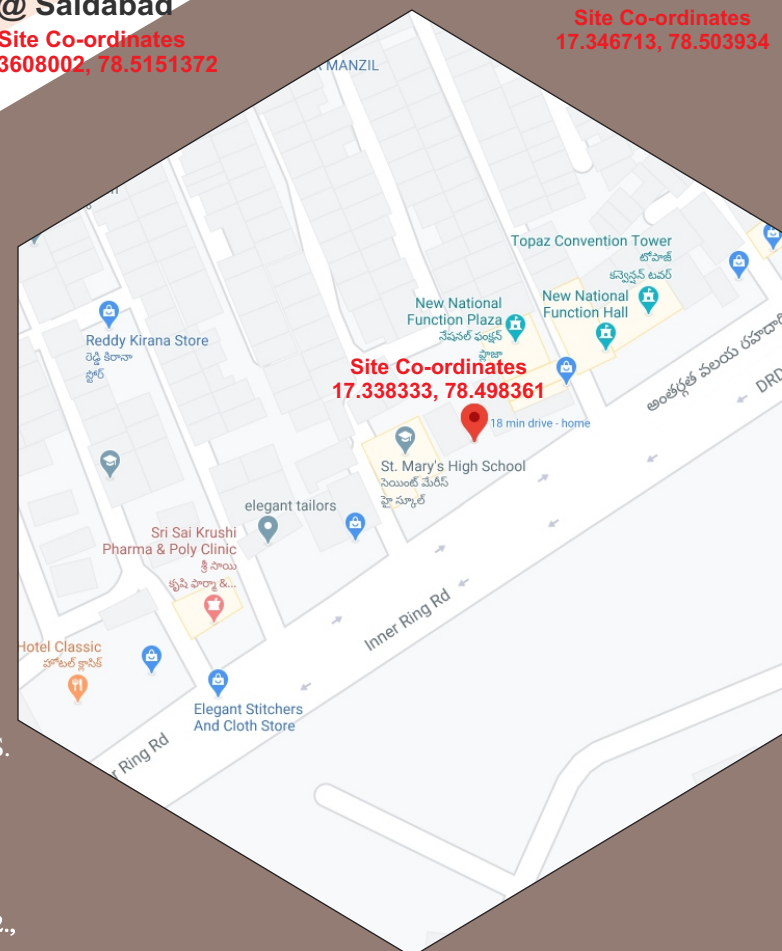 @ Saidabad
Site Co-ordinates
3608002, 78.5151372
Site Co-ordinates
17.346713, 78.503934
MANZIL
Topaz Convention Tower
టోపాజ్
కన్వెన్షన్ టవర్
New National
Function Plaza
నేషనల్ ఫంక్షన్
ప్లాజా
New National
Function Hall
Reddy Kirana Store
రెడ్డి కిరానా
స్టోర్
Site Co-ordinates
17.338333, 78.498361
18 min drive - home
అంతర్గత వలయ రహదారి
DRD
St. Mary's High School
సెయింట్ మేరీస్
హై స్కూల్
elegant tailors
Sri Sai Krushi
Pharma & Poly Clinic
శ్రీ సాయి
కృషి ఫార్మా &...
Inner Ring Rd
Hotel Classic
హోటల్ క్లాసిక్
Elegant Stitchers
And Cloth Store
r Ring Rd
S.
2.,